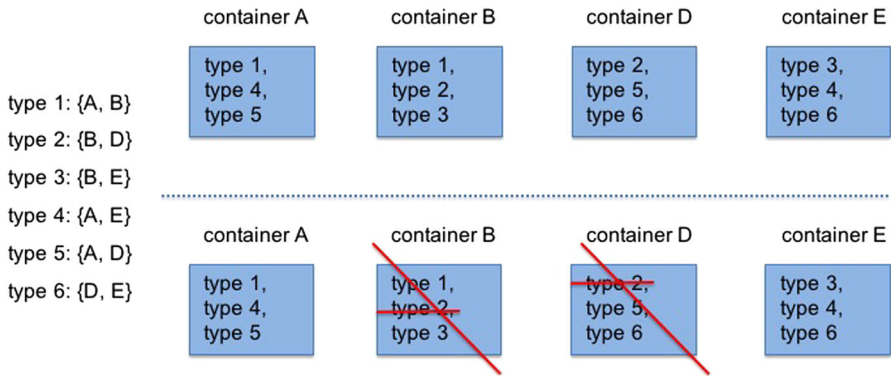 container A
container B
container D
container E
type 1,
type 4,
type 5
type 1,
type 2,
type 3
type 2,
type 5,
type 6
type 3,
type 4,
type 6
type 1: {A, B}
type 2: {B, D}
type 3: {B, E}
type 4: {A, E}
type 5: {A, D}
type 6: {D, E}
container A
container B
container D
container E
type 1,
type 4,
type 5
type 1,
type 2,
type 3
type 2,
type 5,
type 6
type 3,
type 4,
type 6